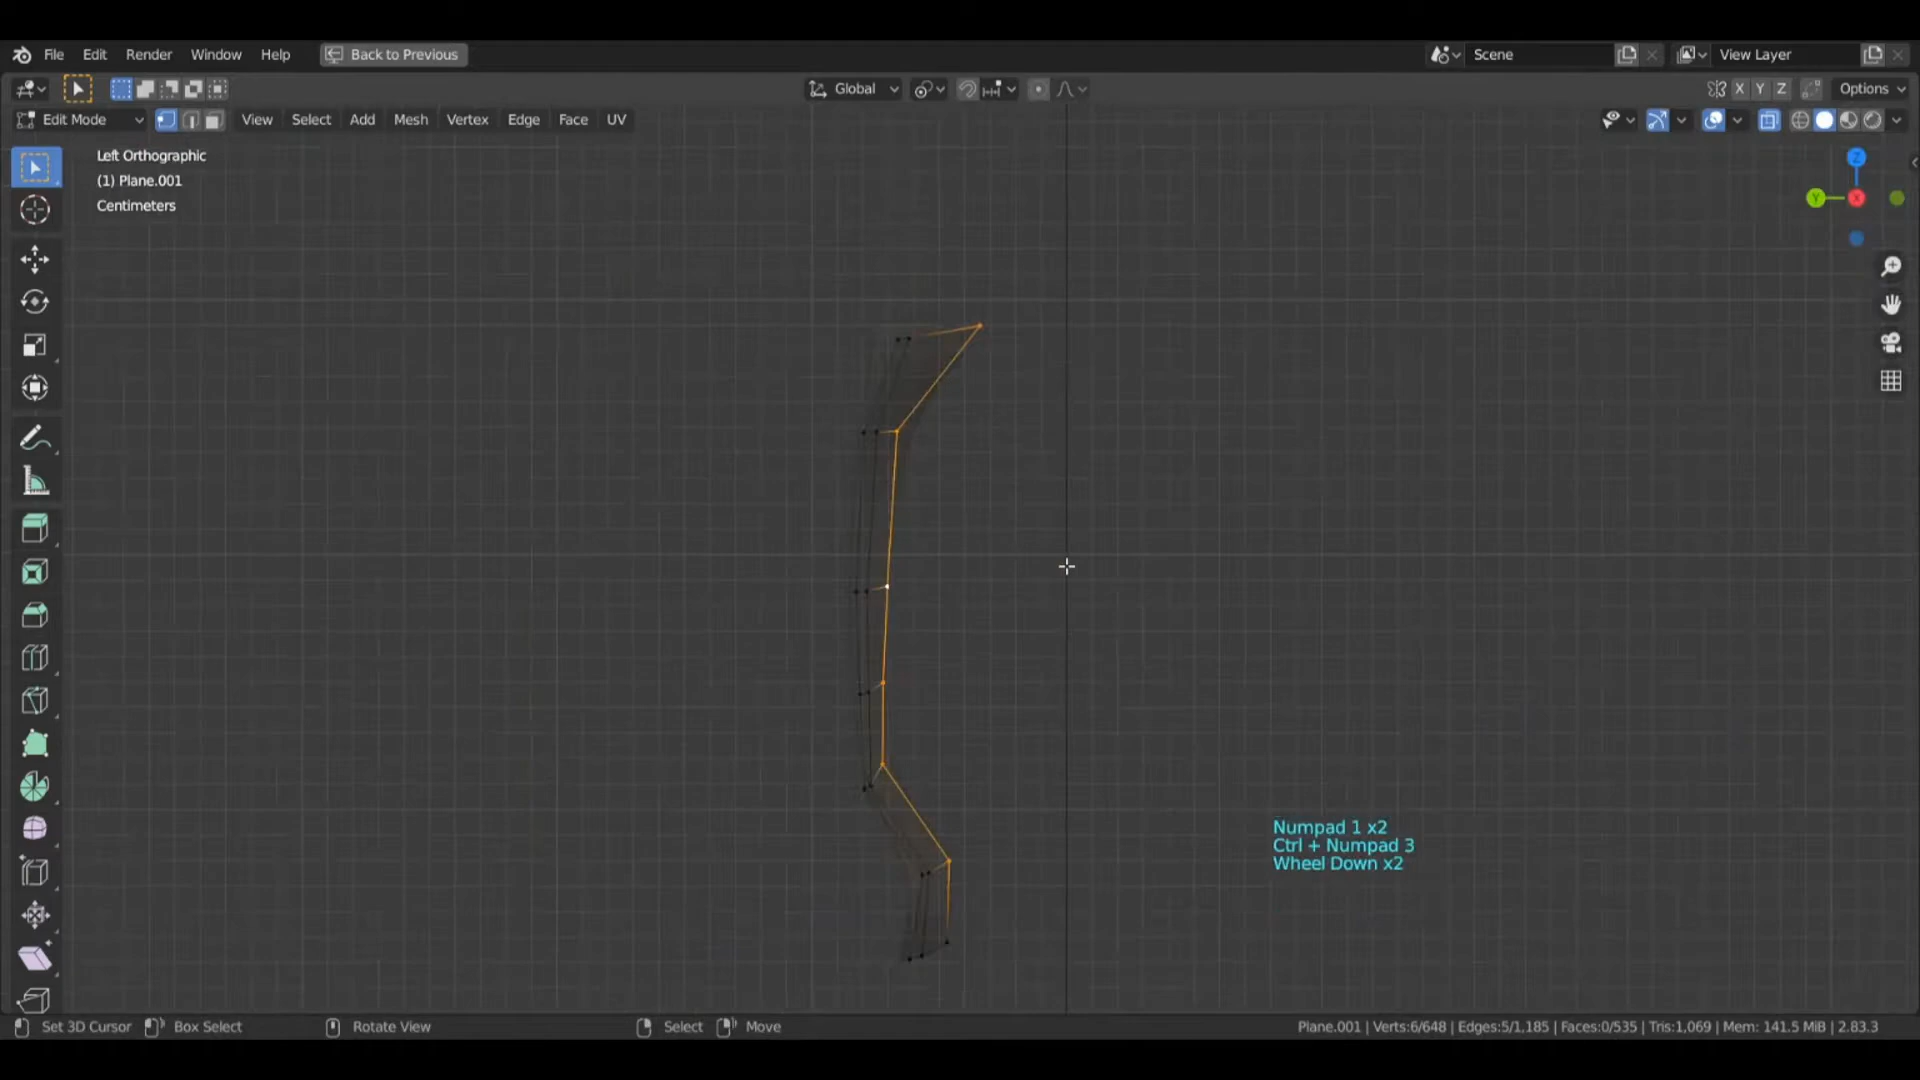 File Edit Render Window Help Back to Previous Scene View Layer
Global X Y Z Options
Edit Mode View Select Add Mesh Vertex Edge Face UV
Left Orthographic
(1) Plane.001
Centimeters
Z
Y X
Numpad 1 x2
Ctrl + Numpad 3
Wheel Down x2
Set 3D Cursor Box Select Rotate View Select Move Plane.001 | Verts:6/648 | Edges:5/1,185 | Faces:0/535 | Tris:1,069 | Mem: 141.5 MiB | 2.83.3